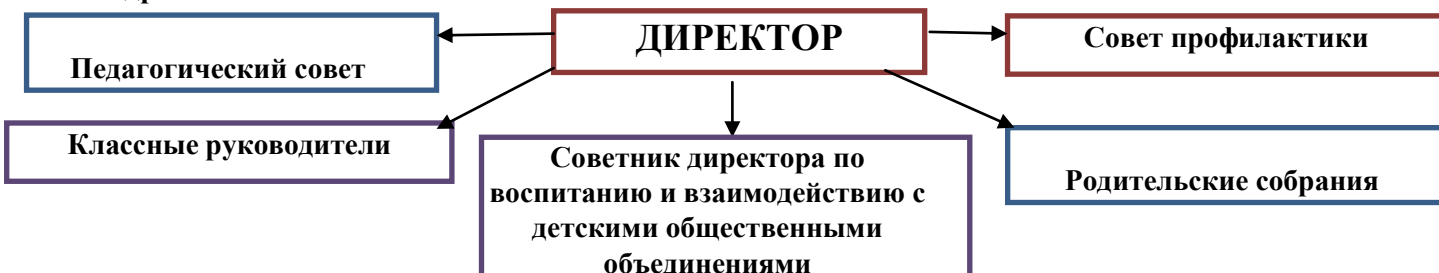 ДИРЕКТОР
Совет профилактики
Педагогический совет
Классные руководители
Советник директора по
воспитанию и взаимодействию с
детскими общественными
объединениями
Родительские собрания